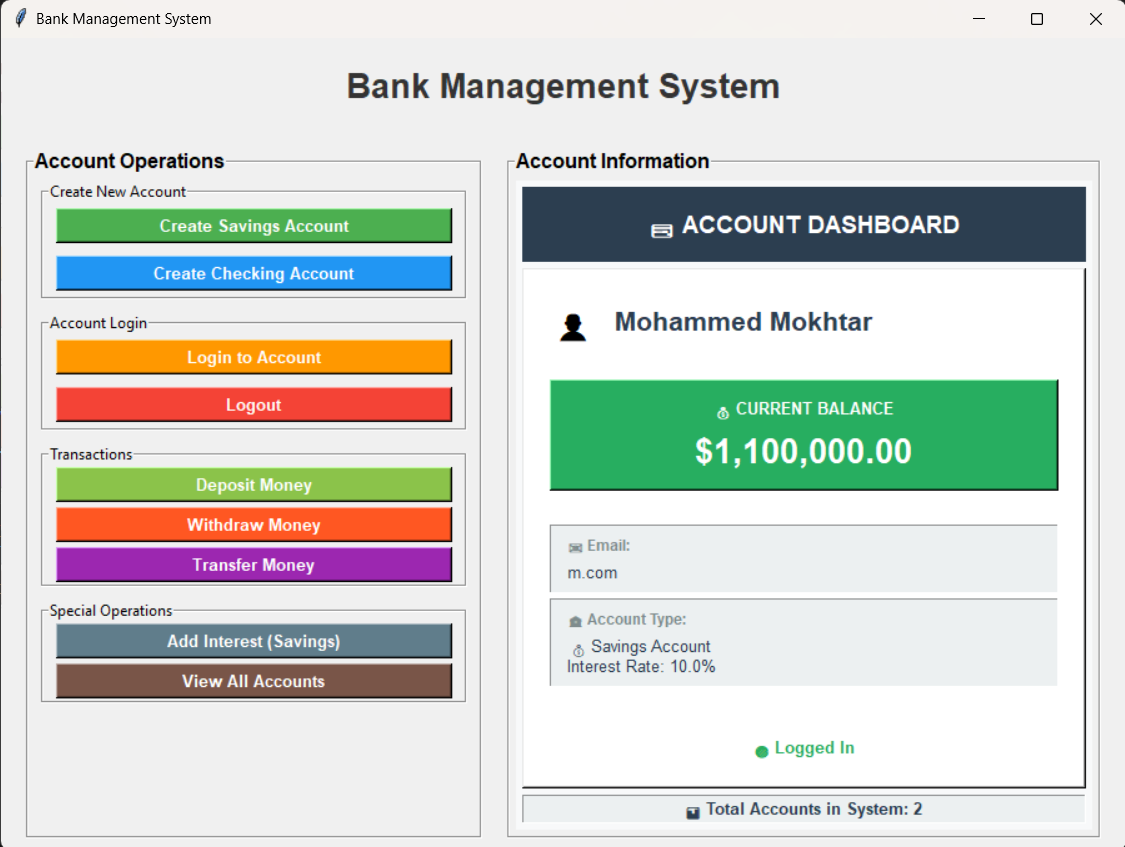 Bank Management System
Bank Management System
Account Operations
Create New Account
Create Savings Account
Create Checking Account
Account Login
Login to Account
Logout
Transactions
Deposit Money
Withdraw Money
Transfer Money
Special Operations
Add Interest (Savings)
View All Accounts
Account Information
ACCOUNT DASHBOARD
Mohammed Mokhtar
CURRENT BALANCE
$1,100,000.00
Email:
m.com
Account Type:
Savings Account
Interest Rate: 10.0%
Logged In
Total Accounts in System: 2